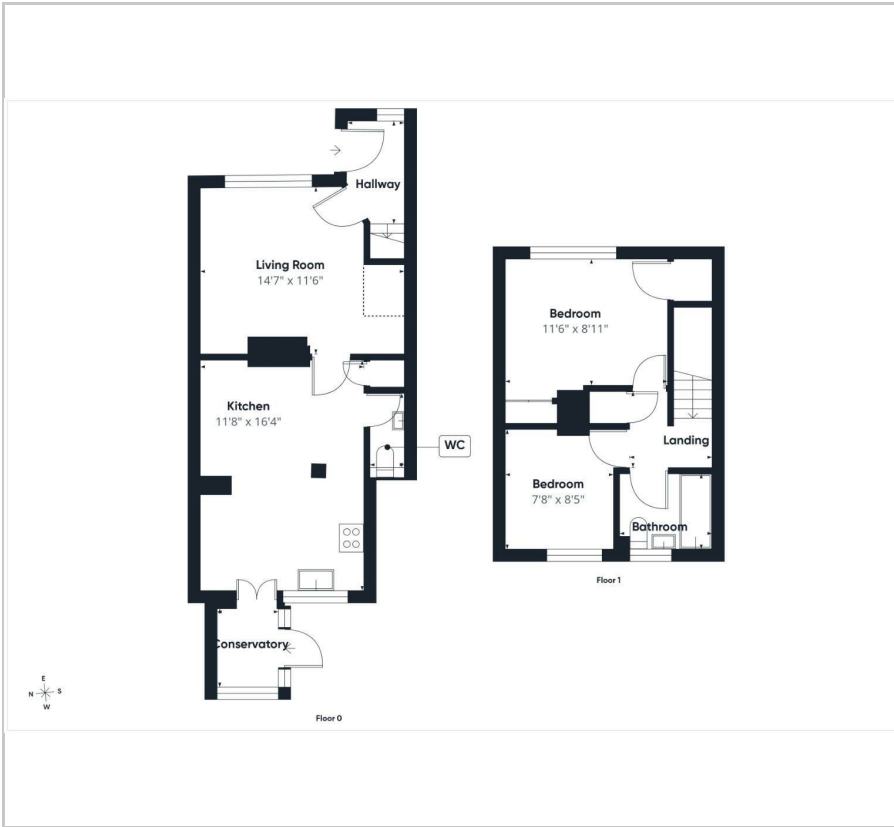 Hallway
Living Room
14'7" x 11'6"
Kitchen
11'8" x 16'4"
WC
Conservatory
Floor 0
Bedroom
11'6" x 8'11"
Landing
Bedroom
7'8" x 8'5"
Bathroom
Floor 1
E
N S
W